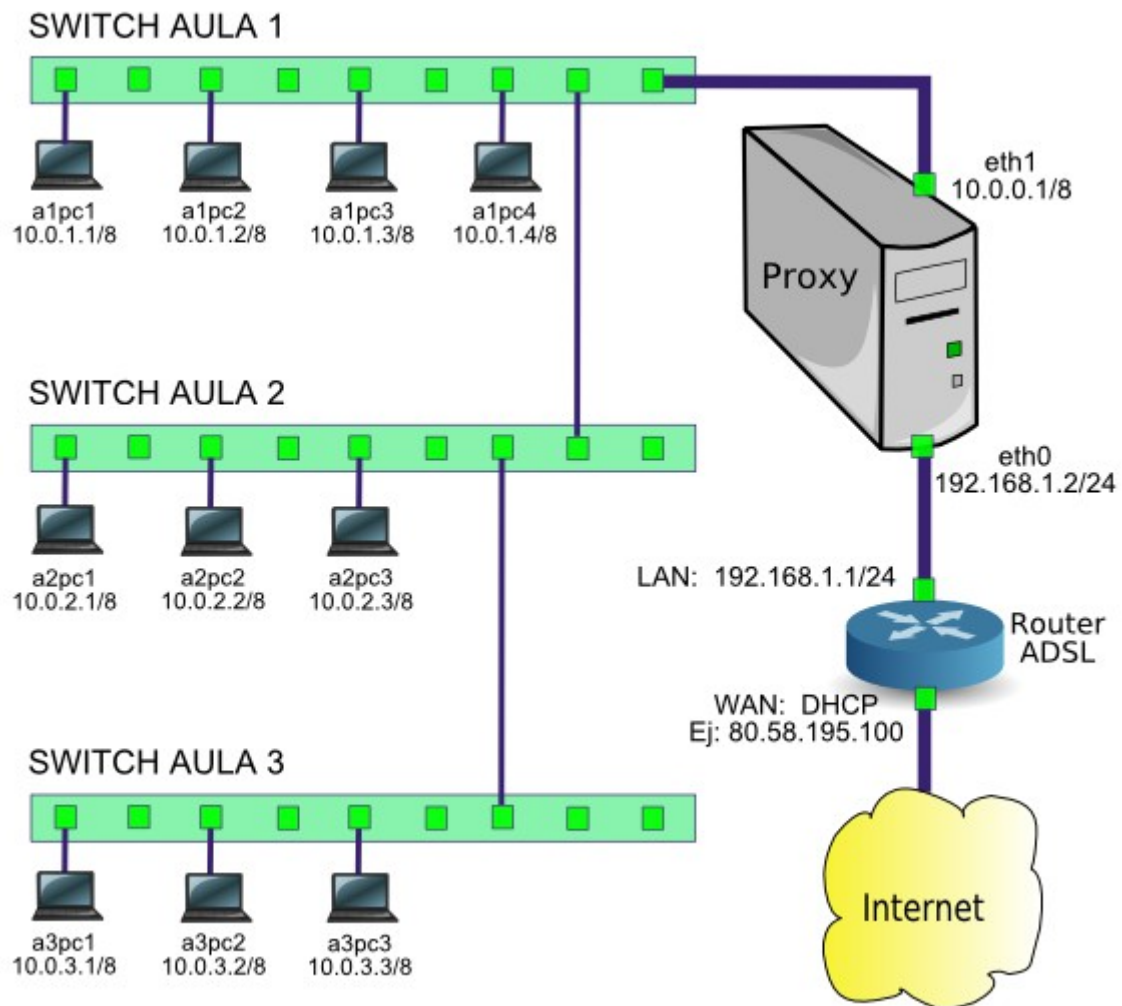 SWITCH AULA 1
a1pc1
10.0.1.1/8
a1pc2
10.0.1.2/8
a1pc3
10.0.1.3/8
a1pc4
10.0.1.4/8
eth1
10.0.0.1/8
Proxy
SWITCH AULA 2
a2pc1
10.0.2.1/8
a2pc2
10.0.2.2/8
a2pc3
10.0.2.3/8
eth0
192.168.1.2/24
LAN: 192.168.1.1/24
Router
ADSL
WAN: DHCP
Ej: 80.58.195.100
SWITCH AULA 3
a3pc1
10.0.3.1/8
a3pc2
10.0.3.2/8
a3pc3
10.0.3.3/8
Internet